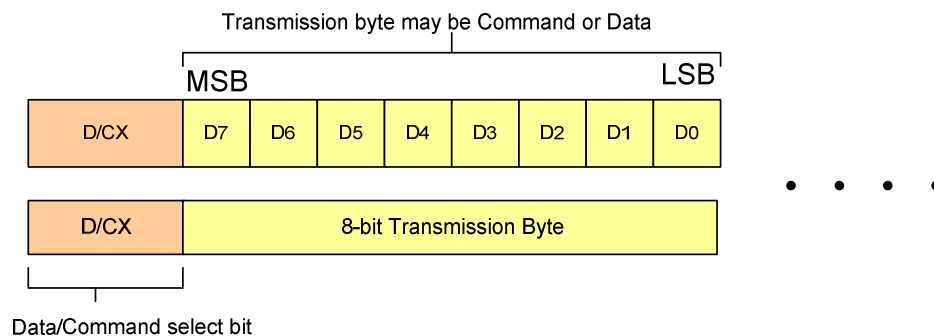 Transmission byte may be Command or Data
MSB LSB
D/CX D7 D6 D5 D4 D3 D2 D1 D0
D/CX 8-bit Transmission Byte
Data/Command select bit